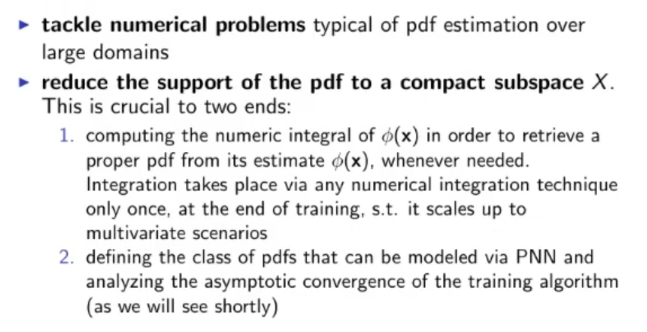 ▶ tackle numerical problems typical of pdf estimation over
large domains
▶ reduce the support of the pdf to a compact subspace X.
This is crucial to two ends:
1. computing the numeric integral of ϕ(x) in order to retrieve a
proper pdf from its estimate ϕ(x), whenever needed.
Integration takes place via any numerical integration technique
only once, at the end of training, s.t. it scales up to
multivariate scenarios
2. defining the class of pdfs that can be modeled via PNN and
analyzing the asymptotic convergence of the training algorithm
(as we will see shortly)